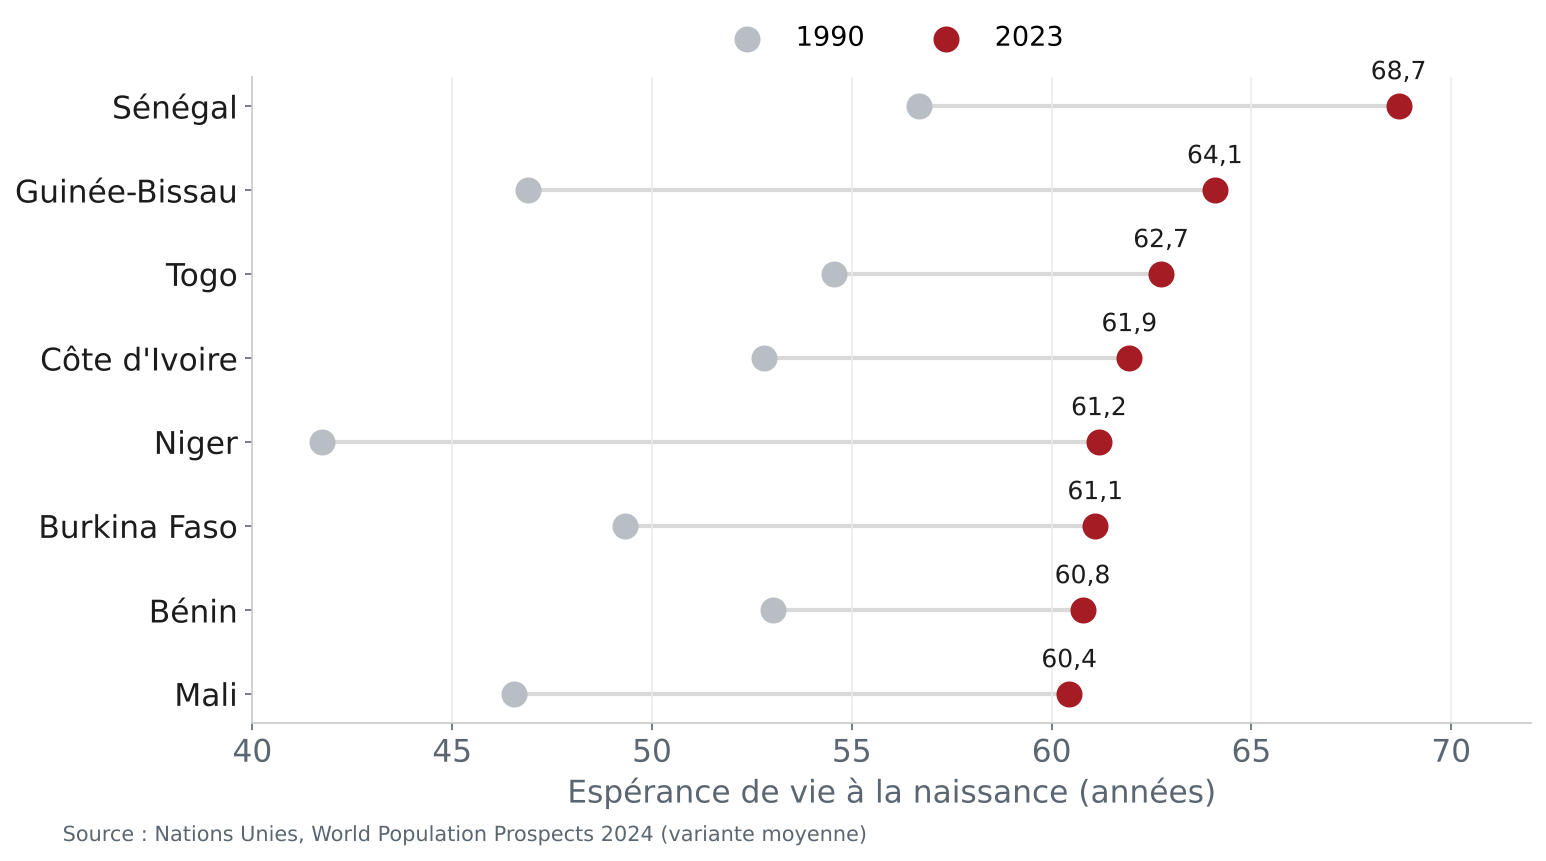 1990 2023
68,7
Sénégal
64,1
Guinée-Bissau
62,7
Togo
61,9
Côte d'Ivoire
61,2
Niger
61,1
Burkina Faso
60,8
Bénin
60,4
Mali
40 45 50 55 60 65 70
Espérance de vie à la naissance (années)
Source : Nations Unies, World Population Prospects 2024 (variante moyenne)